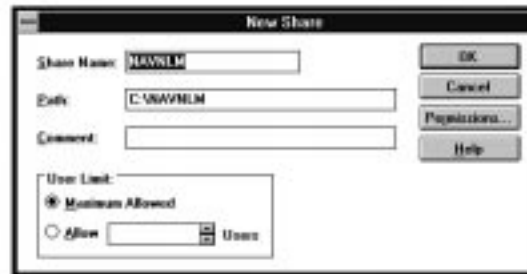 New Share
Share Name: NAVNLM
Path: C:\NAVNLM
Comment:
User Limit:
Maximum Allowed
Allow Users
OK
Cancel
Permissions...
Help